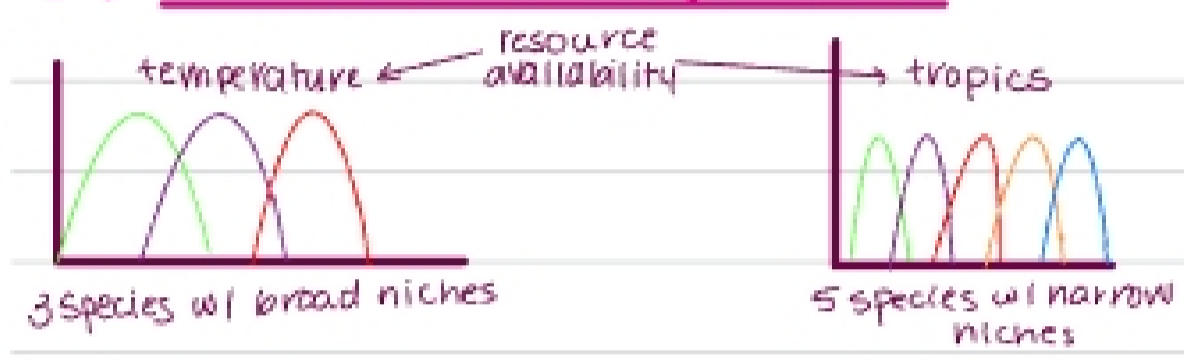 resource
availability
temperature
tropics
3 species w/ broad niches
5 species w/ narrow
niches